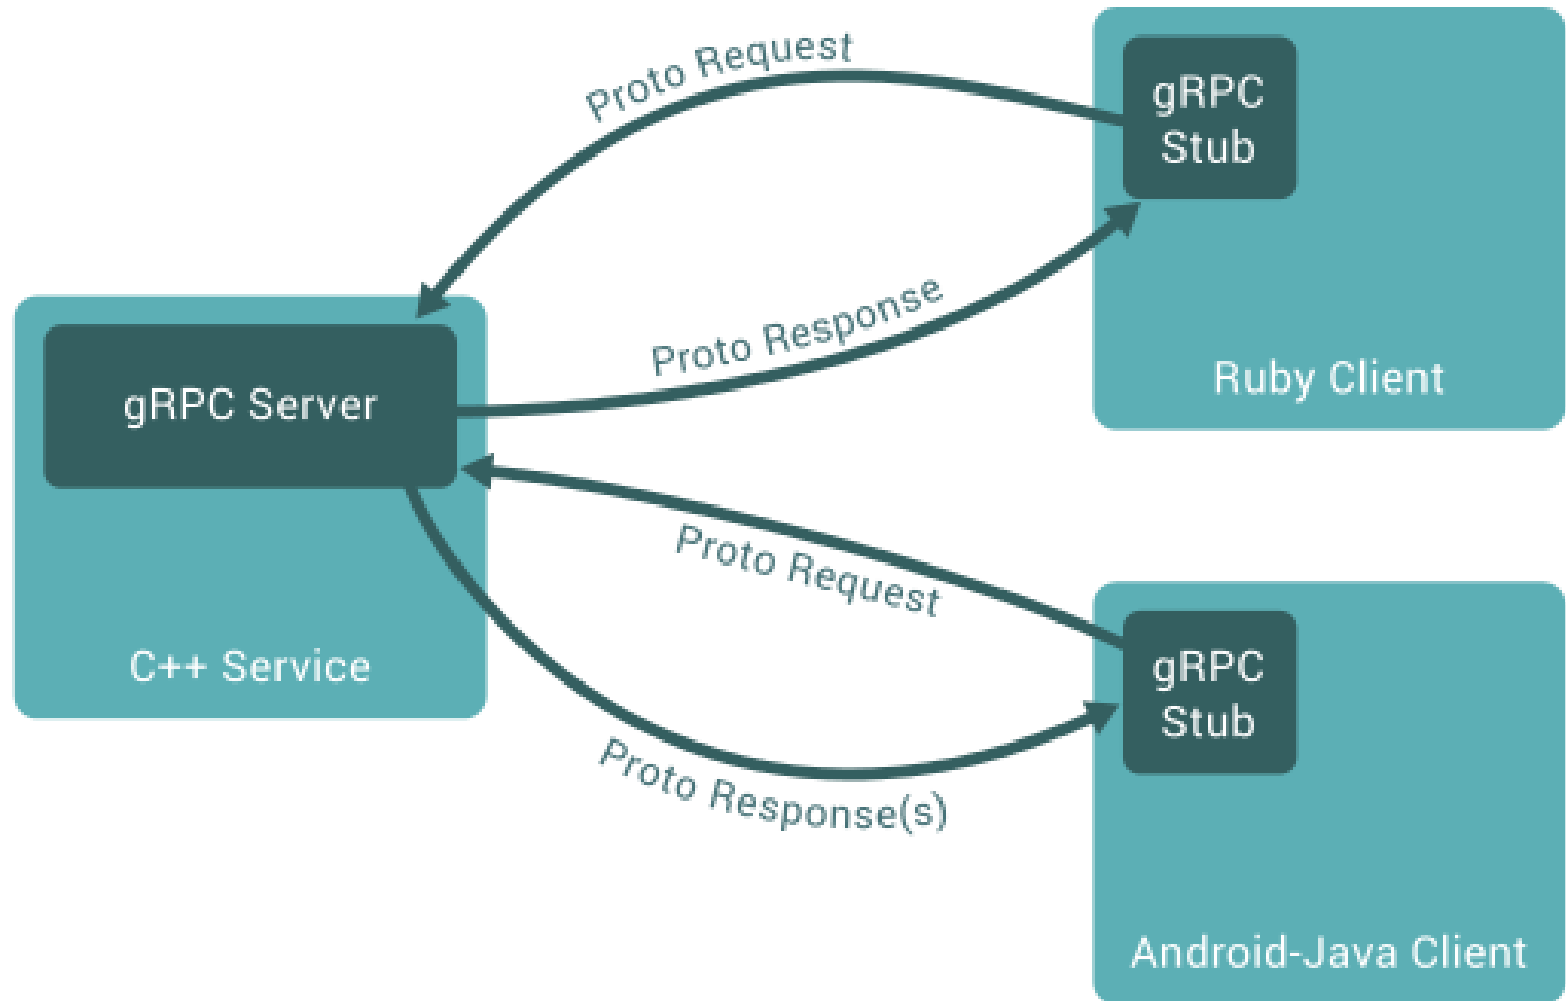 Proto Request
gRPC
Stub
Proto Response
Ruby Client
gRPC Server
C++ Service
Proto Request
gRPC
Stub
Proto Response(s)
Android-Java Client